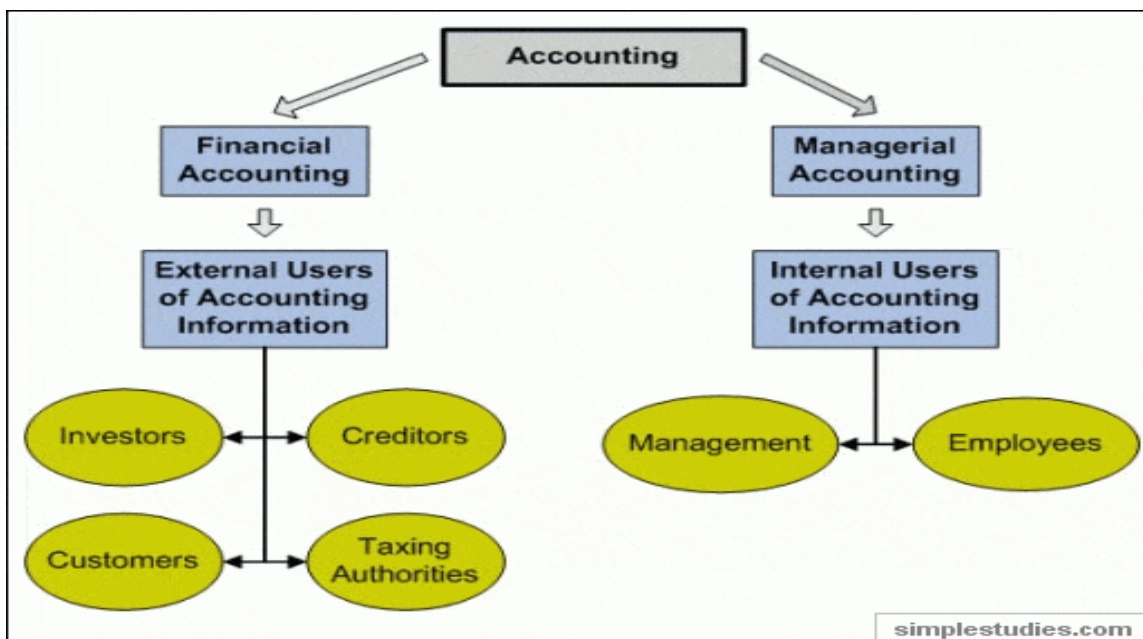 Accounting
Financial
Accounting
Managerial
Accounting
External Users
of Accounting
Information
Internal Users
of Accounting
Information
Investors
Creditors
Management
Employees
Customers
Taxing
Authorities
simplestudies.com